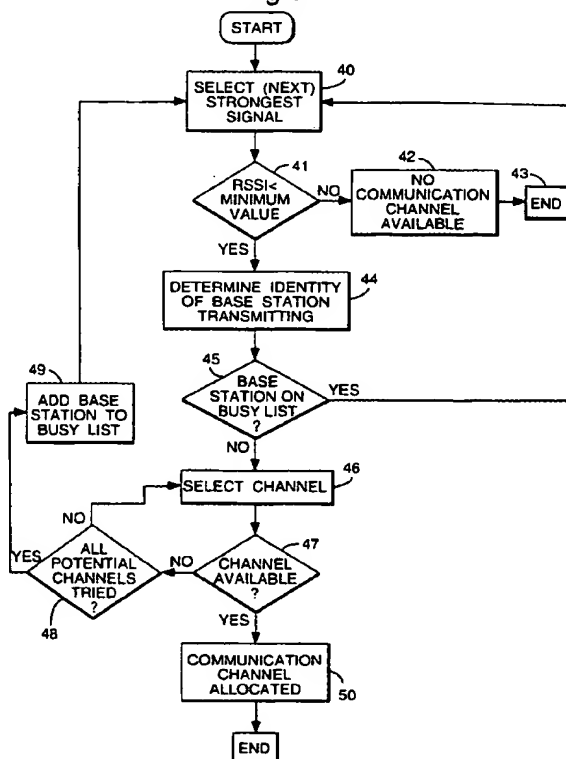 START
40
SELECT (NEXT)
STRONGEST
SIGNAL
41
RSSI<
MINIMUM
VALUE
NO
42
NO
COMMUNICATION
CHANNEL
AVAILABLE
43
END
YES
DETERMINE IDENTITY
OF BASE STATION
TRANSMITTING
44
45
BASE
STATION ON
BUSY LIST
?
YES
NO
49
ADD BASE
STATION TO
BUSY LIST
46
SELECT CHANNEL
NO
47
CHANNEL
AVAILABLE
?
NO
YES
ALL
POTENTIAL
CHANNELS
TRIED
?
48
YES
COMMUNICATION
CHANNEL
ALLOCATED
50
END